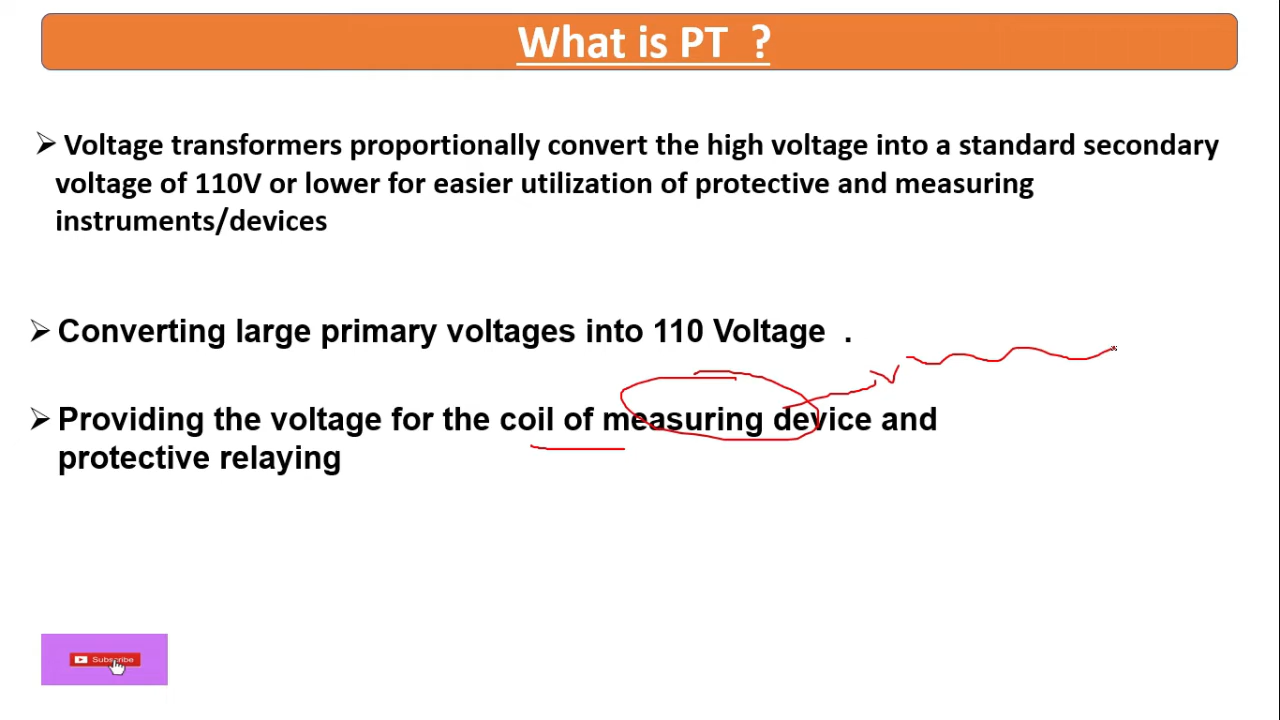 What is PT ?
➢ Voltage transformers proportionally convert the high voltage into a standard secondary
voltage of 110V or lower for easier utilization of protective and measuring
instruments/devices
➢ Converting large primary voltages into 110 Voltage .
➢ Providing the voltage for the coil of measuring device and
protective relaying
Subscribe